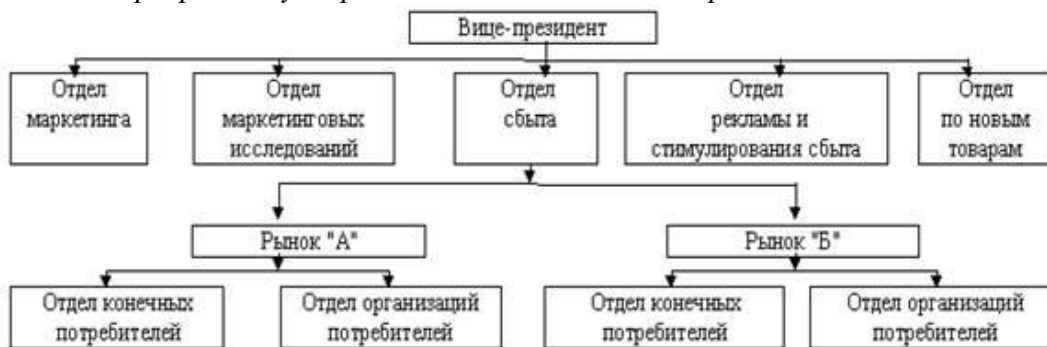 Вице-президент
Отдел
маркетинга
Отдел
маркетинговых
исследований
Отдел
сбыта
Отдел
рекламы и
стимулирования сбыта
Отдел
по новым
товарам
Рынок "А"
Рынок "Б"
Отдел конечных
потребителей
Отдел организаций
потребителей
Отдел конечных
потребителей
Отдел организаций
потребителей